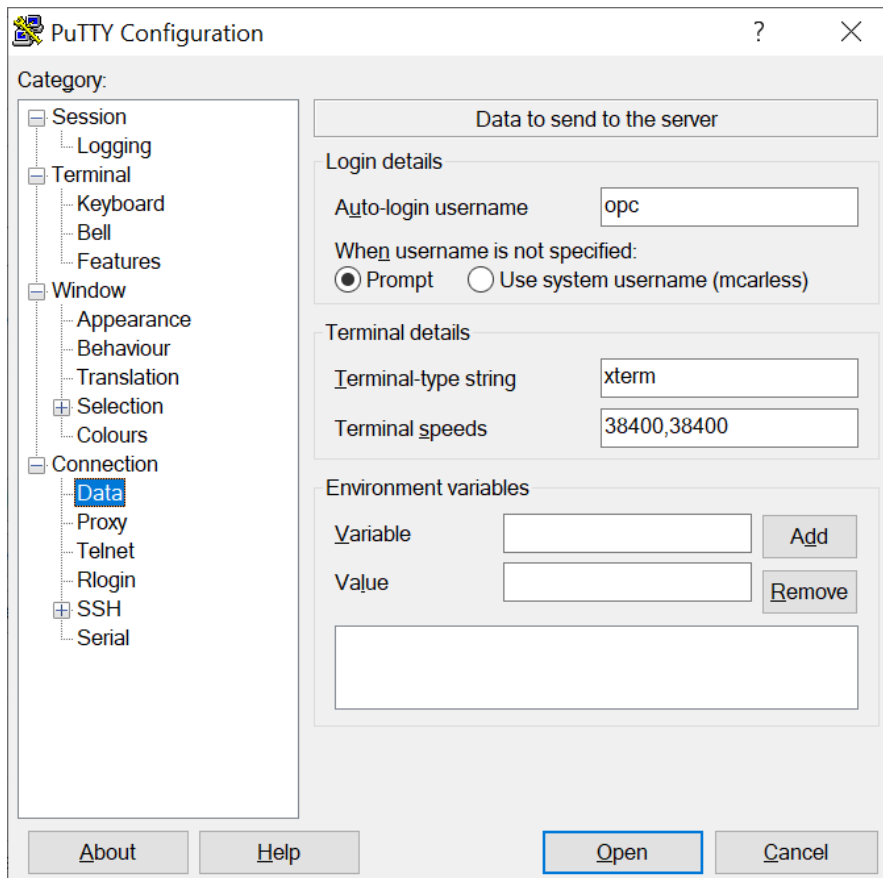 PuTTY Configuration
?
Category:
Session
Logging
Terminal
Keyboard
Bell
Features
Window
Appearance
Behaviour
Translation
Selection
Colours
Connection
Data
Proxy
Telnet
Rlogin
SSH
Serial
Data to send to the server
Login details
Auto-login username opc
When username is not specified:
Prompt Use system username (mcarless)
Terminal details
Terminal-type string xterm
Terminal speeds 38400,38400
Environment variables
Variable Add
Value Remove
About Help Open Cancel